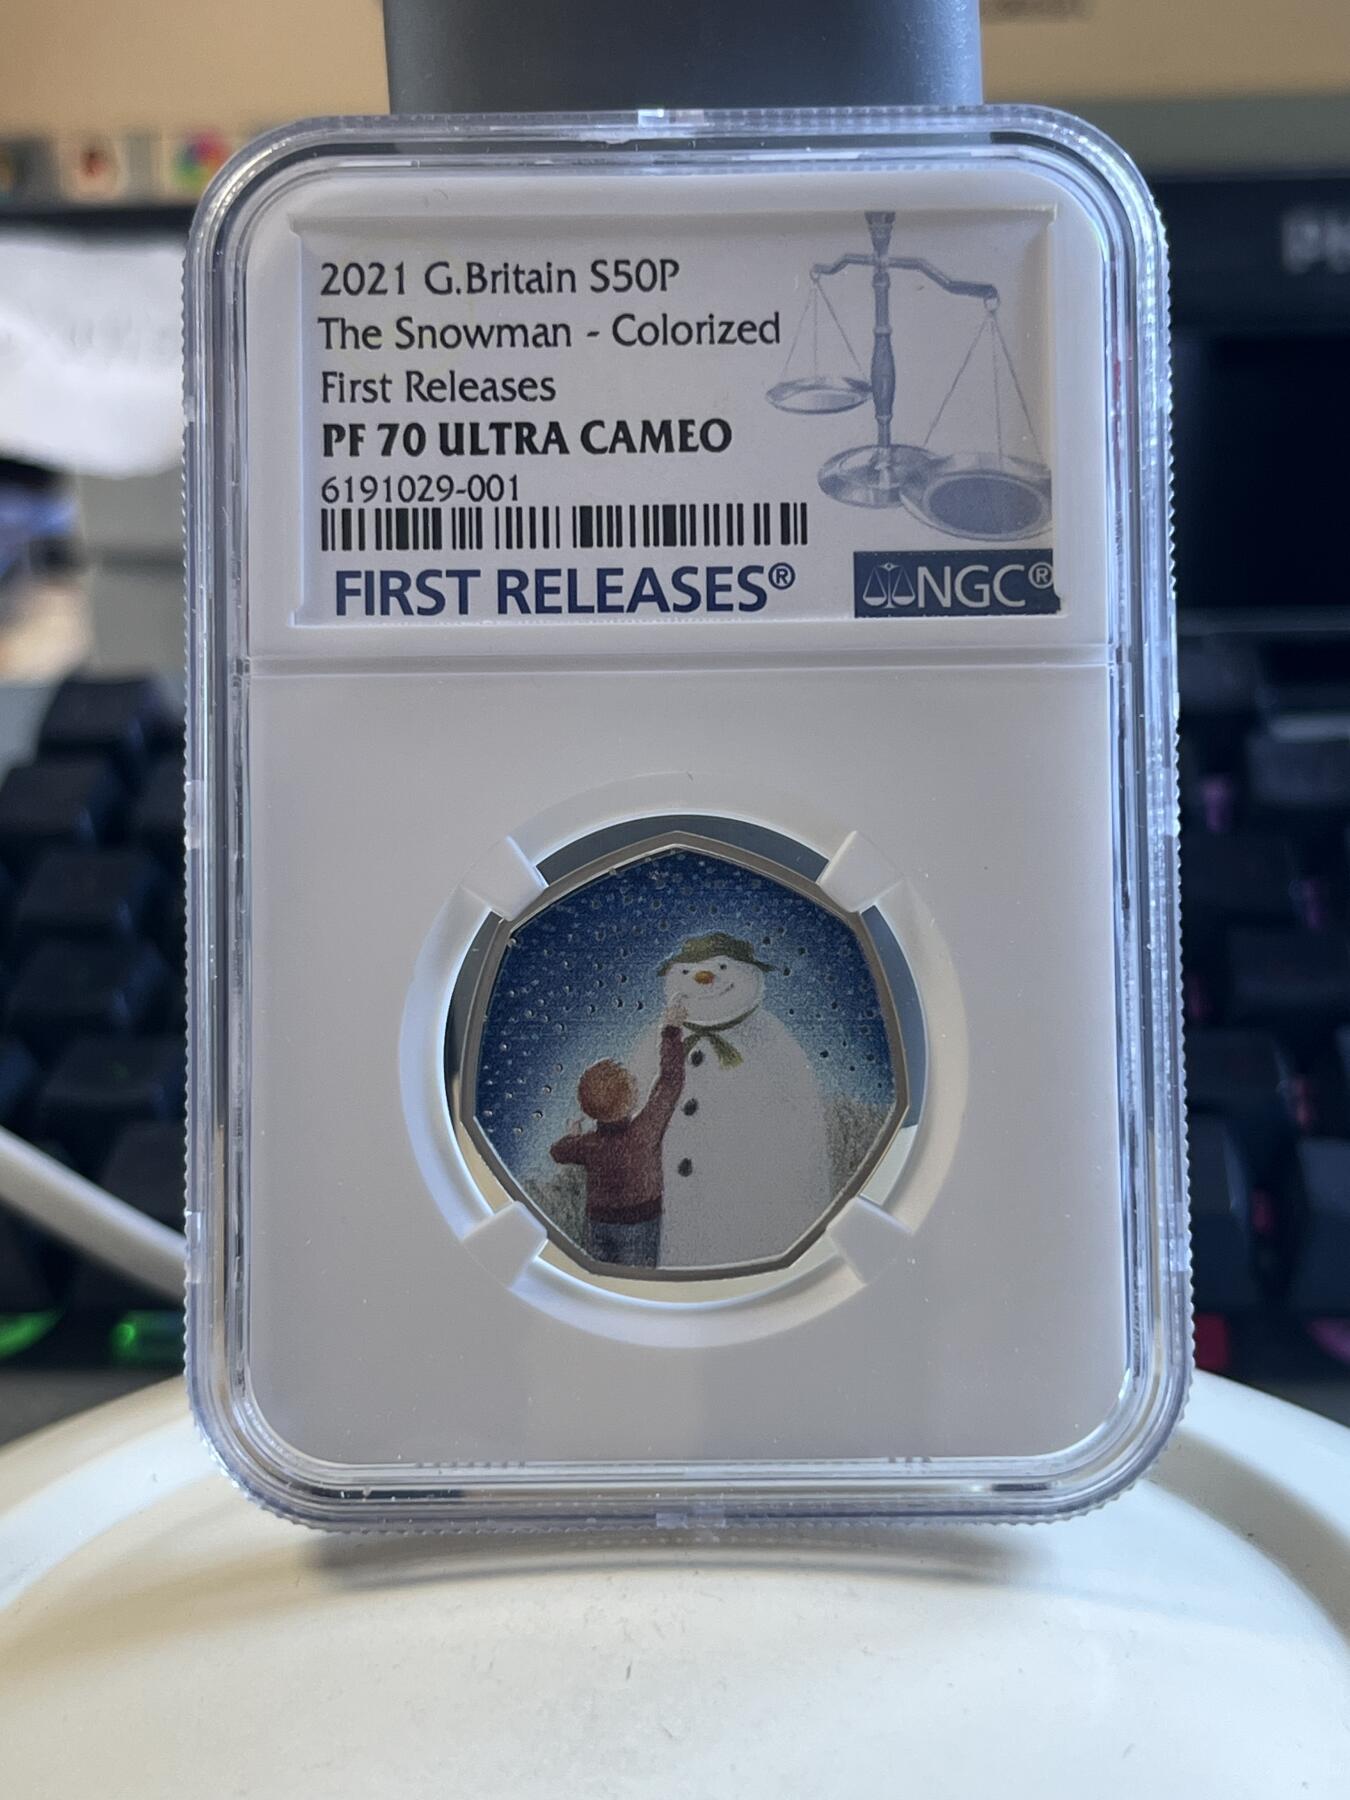 2021 G.Britain S50P
The Snowman - Colorized
First Releases
PF 70 ULTRA CAMEO
6191029-001
FIRST RELEASES®
NGC®